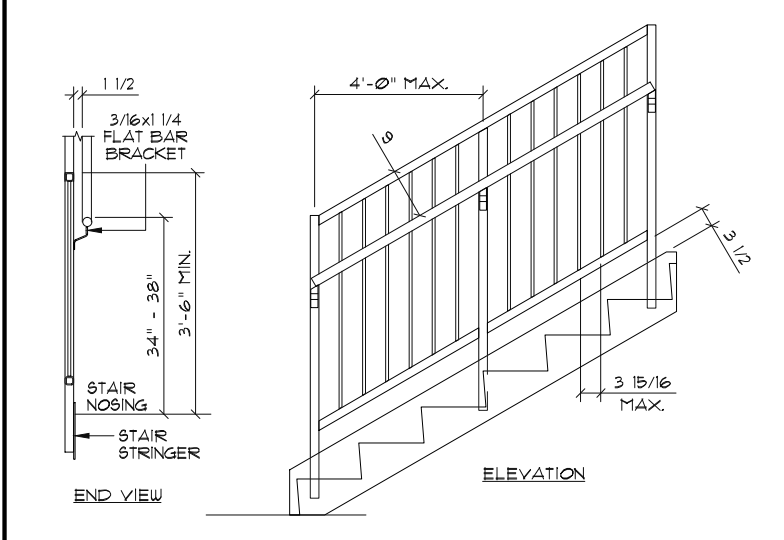 1 1/2
3/16x1 1/4
FLAT BAR
BRACKET
34" - 38"
3'-6" MIN.
STAIR
NOSING
STAIR
STRINGER
END VIEW
4'-0" MAX.
9
3 1/2
3 15/16
MAX.
ELEVATION